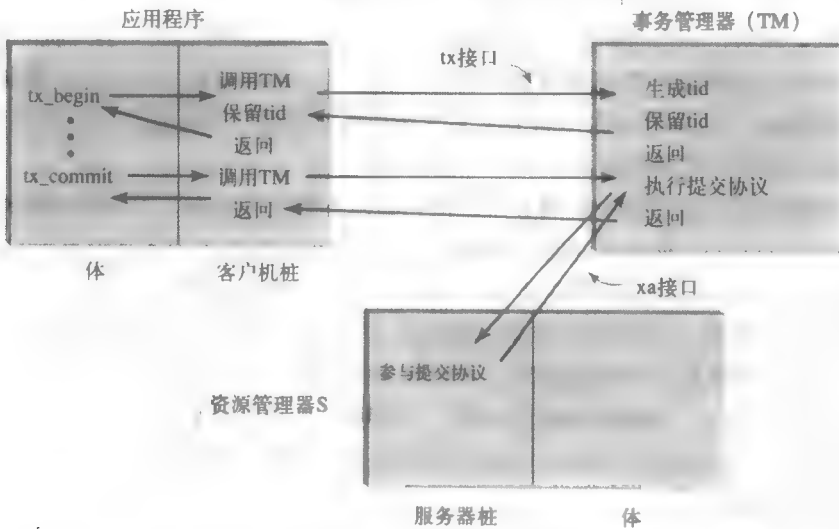 应用程序
事务管理器（TM）
tx接口
tx_begin
调用TM
保留tid
返回
tx_commit
调用TM
返回
生成tid
保留tid
返回
执行提交协议
返回
体
客户机桩
xa接口
参与提交协议
资源管理器S
服务器桩
体